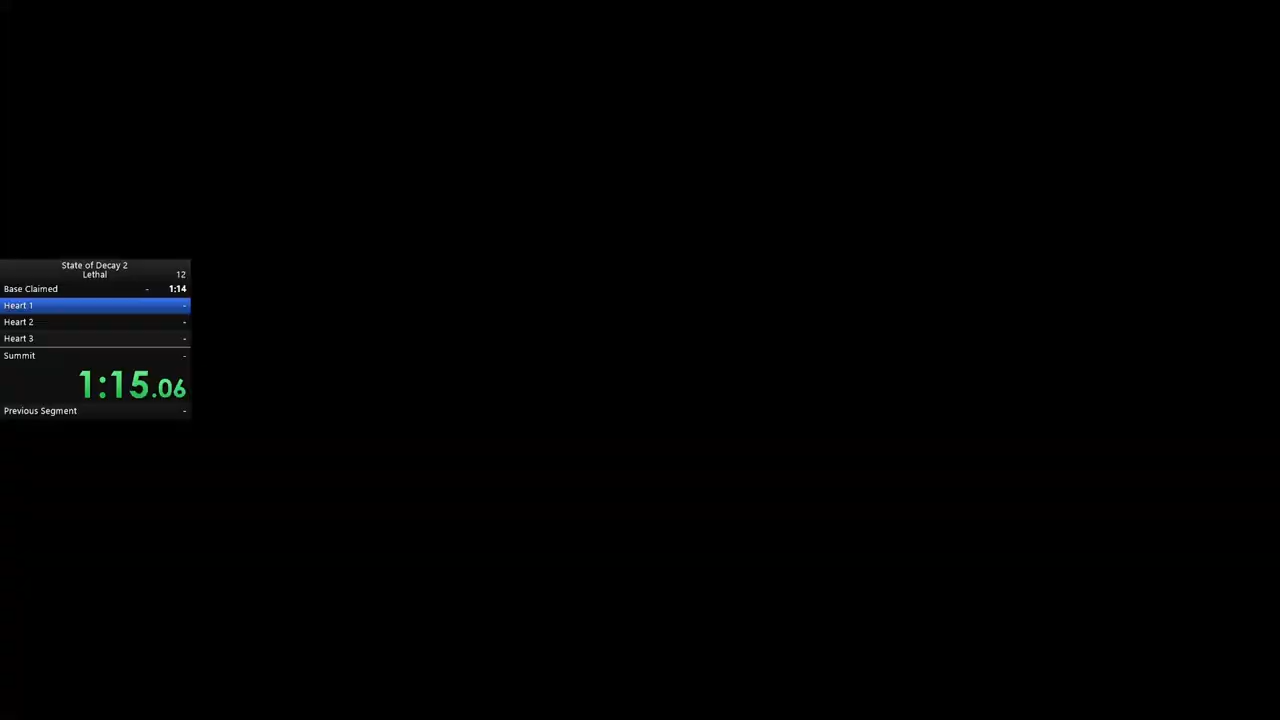 State of Decay 2
Lethal 12
Base Claimed - 1:14
Heart 1 -
Heart 2 -
Heart 3 -
Summit -
1:15.06
Previous Segment -